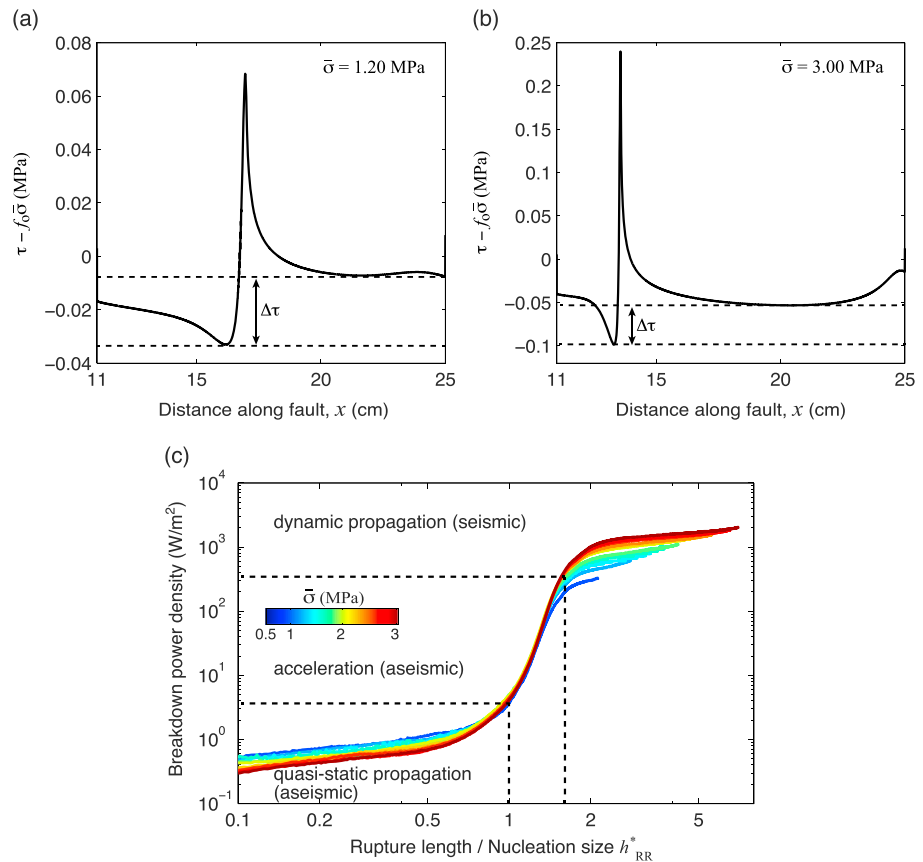 (a)
σ̄ = 1.20 MPa
τ − fₒσ̄ (MPa)
0.08
0.06
0.04
0.02
0
−0.02
−0.04
Δτ
11
15
20
25
Distance along fault, x (cm)
(b)
σ̄ = 3.00 MPa
τ − fₒσ̄ (MPa)
0.25
0.2
0.15
0.1
0.05
0
−0.05
−0.1
Δτ
11
15
20
25
Distance along fault, x (cm)
(c)
Breakdown power density (W/m²)
10⁴
10³
10²
10¹
10⁰
10⁻¹
dynamic propagation (seismic)
σ̄ (MPa)
0.5 1 2 3
acceleration (aseismic)
quasi-static propagation
(aseismic)
0.1 0.2 0.5 1 2 5
Rupture length / Nucleation size h*RR